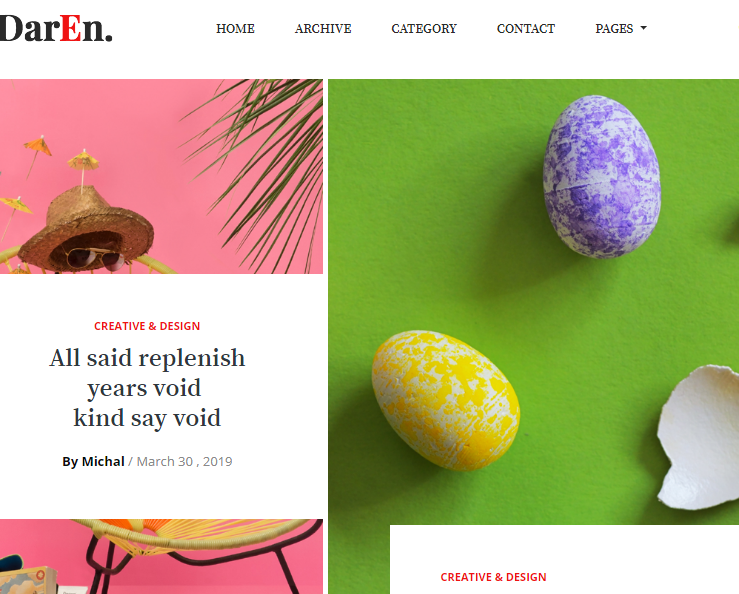 DarEn.
HOME
ARCHIVE
CATEGORY
CONTACT
PAGES
CREATIVE & DESIGN
All said replenish
years void
kind say void
By Michal / March 30 , 2019
CREATIVE & DESIGN